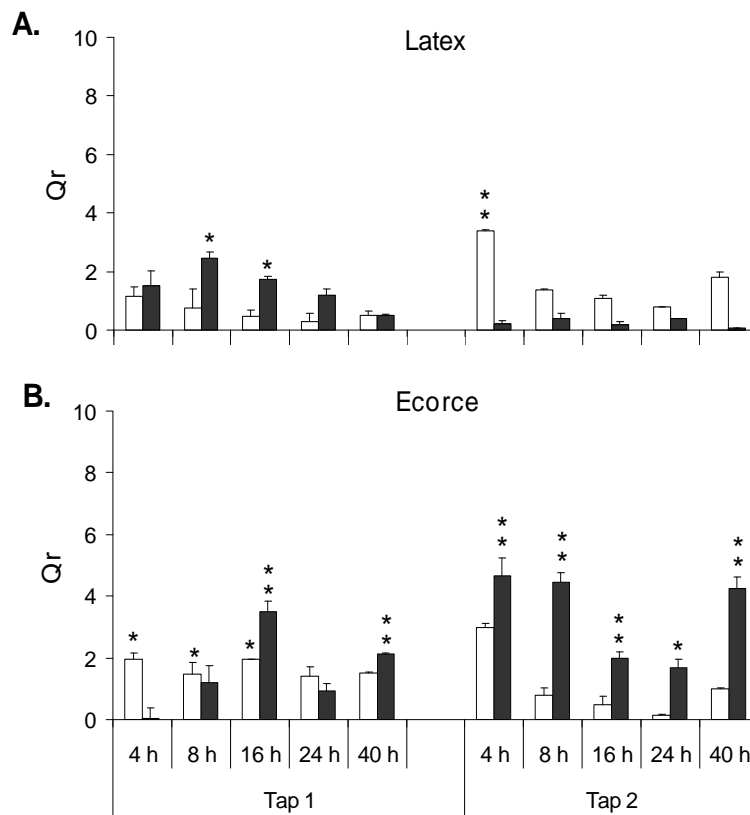 A.
Latex
10
8
6
4
2
0
Qr
* * * *
B.
Ecorce
10
8
6
4
2
0
Qr
* * * * * * * * * * * * * * * *
4 h 8 h 16 h 24 h 40 h 4 h 8 h 16 h 24 h 40 h
Tap 1 Tap 2